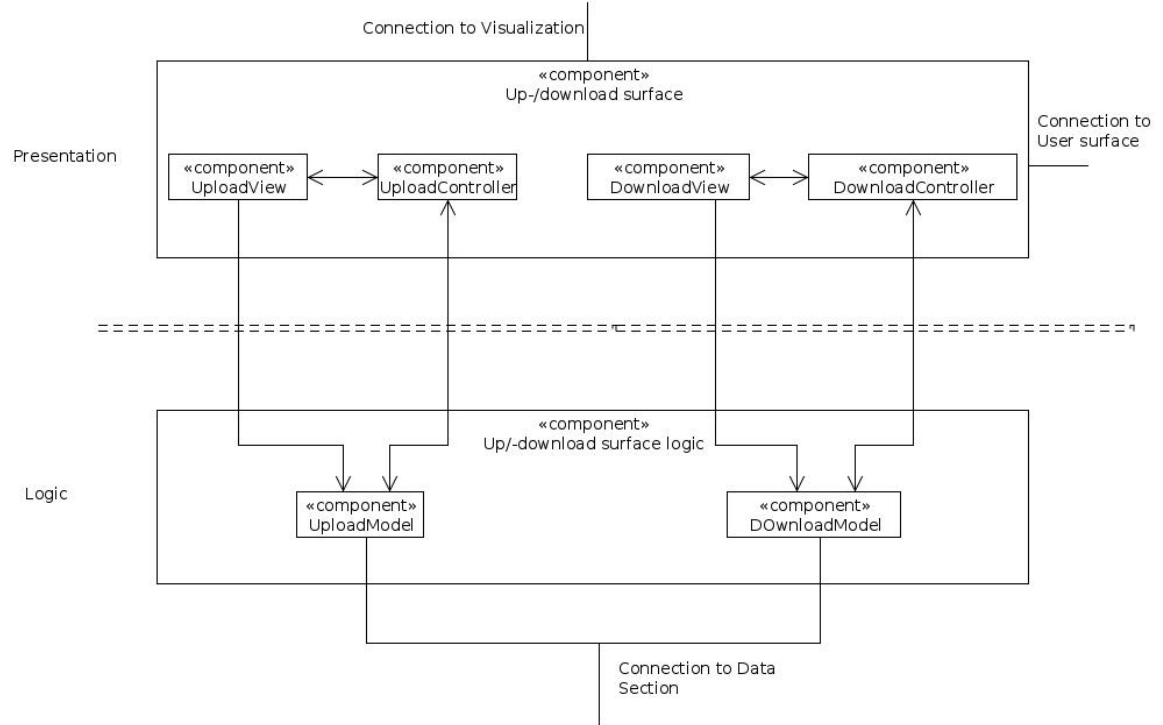 Connection to Visualization
«component»
Up-/download surface
Connection to
User surface
Presentation
«component»
UploadView
«component»
UploadController
«component»
DownloadView
«component»
DownloadController
«component»
Up/-download surface logic
Logic
«component»
UploadModel
«component»
DOwnloadModel
Connection to Data
Section